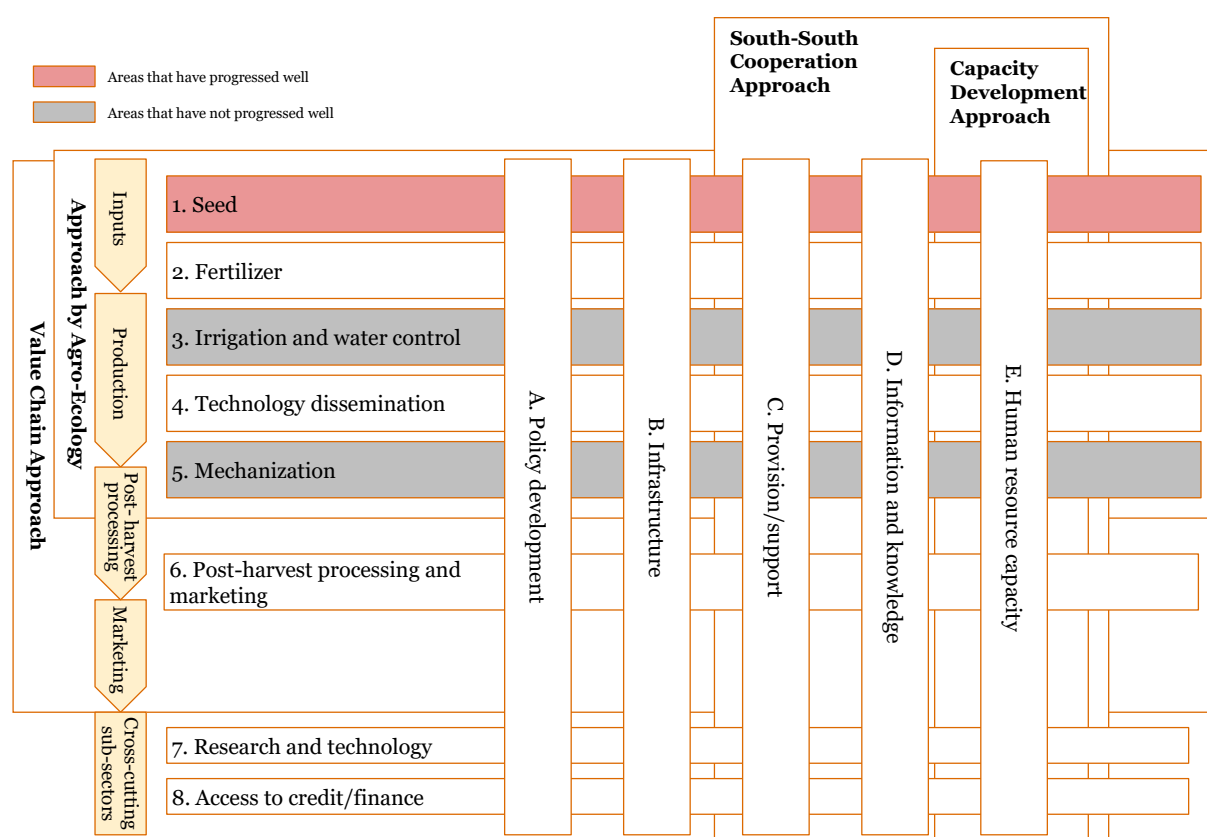 South-South
Cooperation
Approach
Capacity
Development
Approach
Areas that have progressed well
Areas that have not progressed well
Value Chain Approach
Approach by Agro-Ecology
Inputs
Production
Post- harvest
processing
Marketing
Cross-cutting
sub-sectors
1. Seed
2. Fertilizer
3. Irrigation and water control
4. Technology dissemination
5. Mechanization
6. Post-harvest processing and
marketing
7. Research and technology
8. Access to credit/finance
A. Policy development
B. Infrastructure
C. Provision/support
D. Information and knowledge
E. Human resource capacity